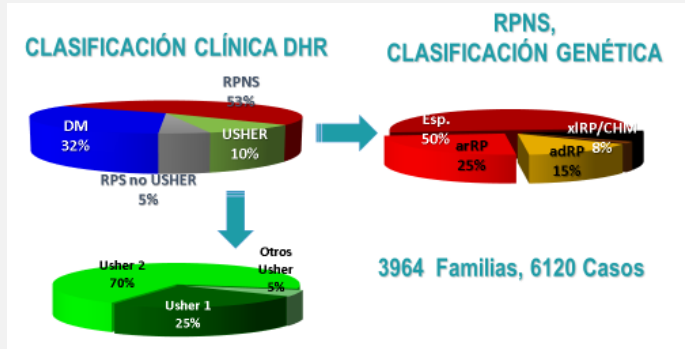 CLASIFICACIÓN CLÍNICA DHR
RPNS
53%
DM
32%
USHER
10%
RPS no USHER
5%
RPNS,
CLASIFICACIÓN GENÉTICA
Esp.
50%
xlRP/CHM
8%
arRP
25%
adRP
15%
Usher 2
70%
Otros
Usher
5%
Usher 1
25%
3964 Familias, 6120 Casos